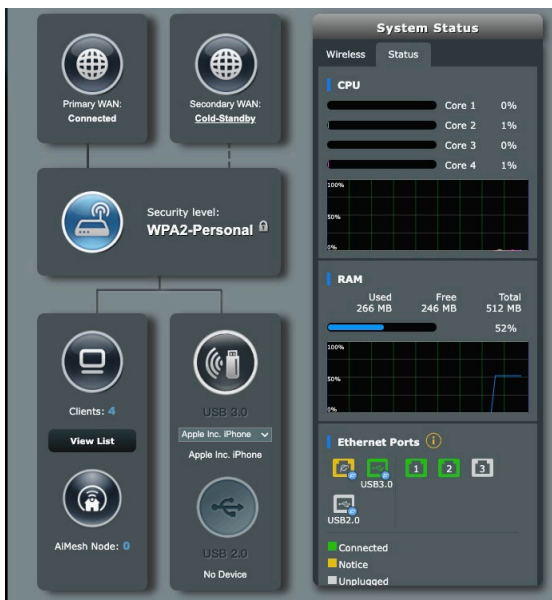 Primary WAN:
Connected
Secondary WAN:
Cold-Standby
Security level:
WPA2-Personal
Clients: 4
View List
AiMesh Node: 0
USB 3.0
Apple Inc. iPhone
Apple Inc. iPhone
USB 2.0
No Device
System Status
Wireless Status
CPU
Core 1 0%
Core 2 1%
Core 3 0%
Core 4 1%
100%
50%
0%
RAM
Used Free Total
266 MB 246 MB 512 MB
52%
100%
50%
0%
Ethernet Ports
1 2 3
USB3.0
USB2.0
Connected
Notice
Unplugged